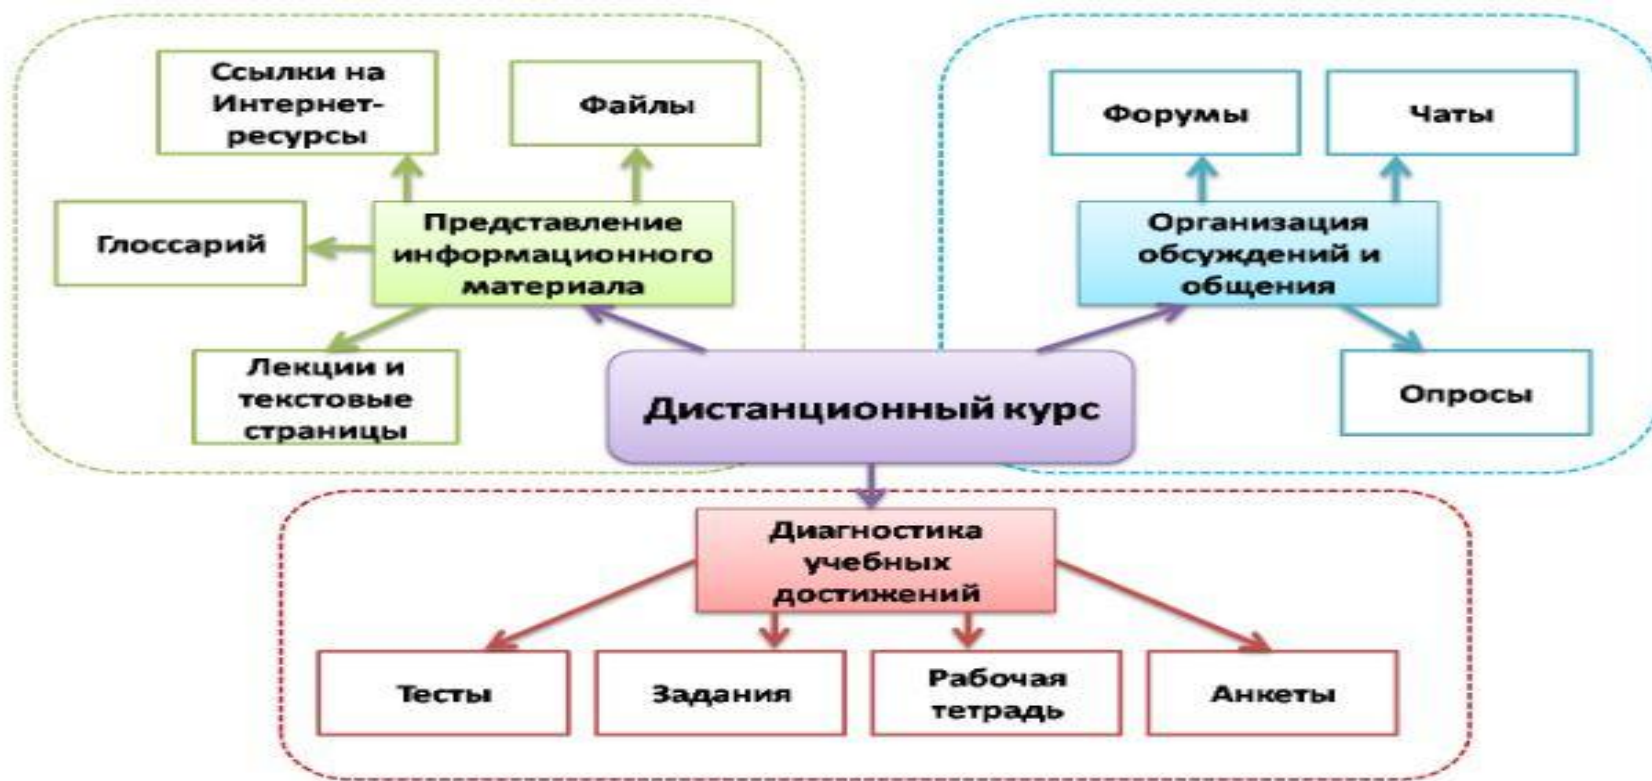 Ссылки на
Интернет-
ресурсы
Файлы
Глоссарий
Представление
информационного
материала
Лекции и
текстовые
страницы
Форумы
Чаты
Организация
обсуждений и
общения
Опросы
Дистанционный курс
Диагностика
учебных
достижений
Тесты
Задания
Рабочая
тетрадь
Анкеты